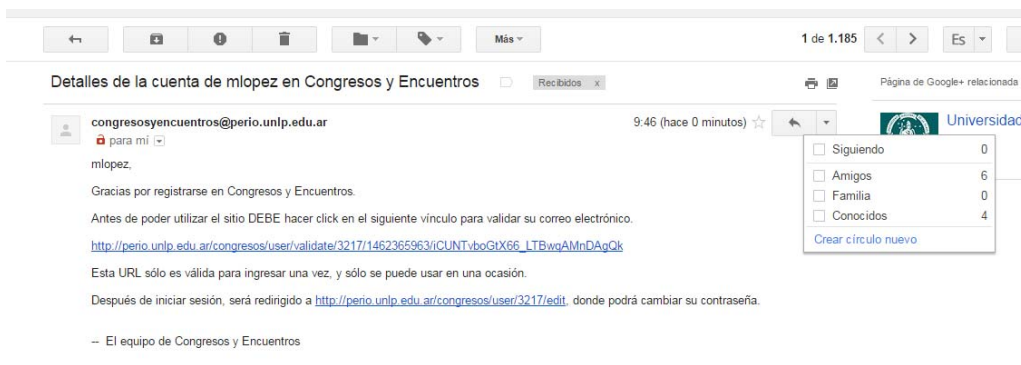 Más
1 de 1.185
Es
Detalles de la cuenta de mlopez en Congresos y Encuentros
Recibidos x
Página de Google+ relacionada
congresosyencuentros@perio.unlp.edu.ar
9:46 (hace 0 minutos)
para mí
Universidad
Siguiendo 0
Amigos 6
Familia 0
Conocidos 4
Crear círculo nuevo
mlopez,
Gracias por registrarse en Congresos y Encuentros.
Antes de poder utilizar el sitio DEBE hacer click en el siguiente vínculo para validar su correo electrónico.
http://perio.unlp.edu.ar/congresos/user/validate/3217/1462365963/iCUNTvboGtX66_LTBwqAMnDAgQk
Esta URL sólo es válida para ingresar una vez, y sólo se puede usar en una ocasión.
Después de iniciar sesión, será redirigido a http://perio.unlp.edu.ar/congresos/user/3217/edit, donde podrá cambiar su contraseña.
-- El equipo de Congresos y Encuentros